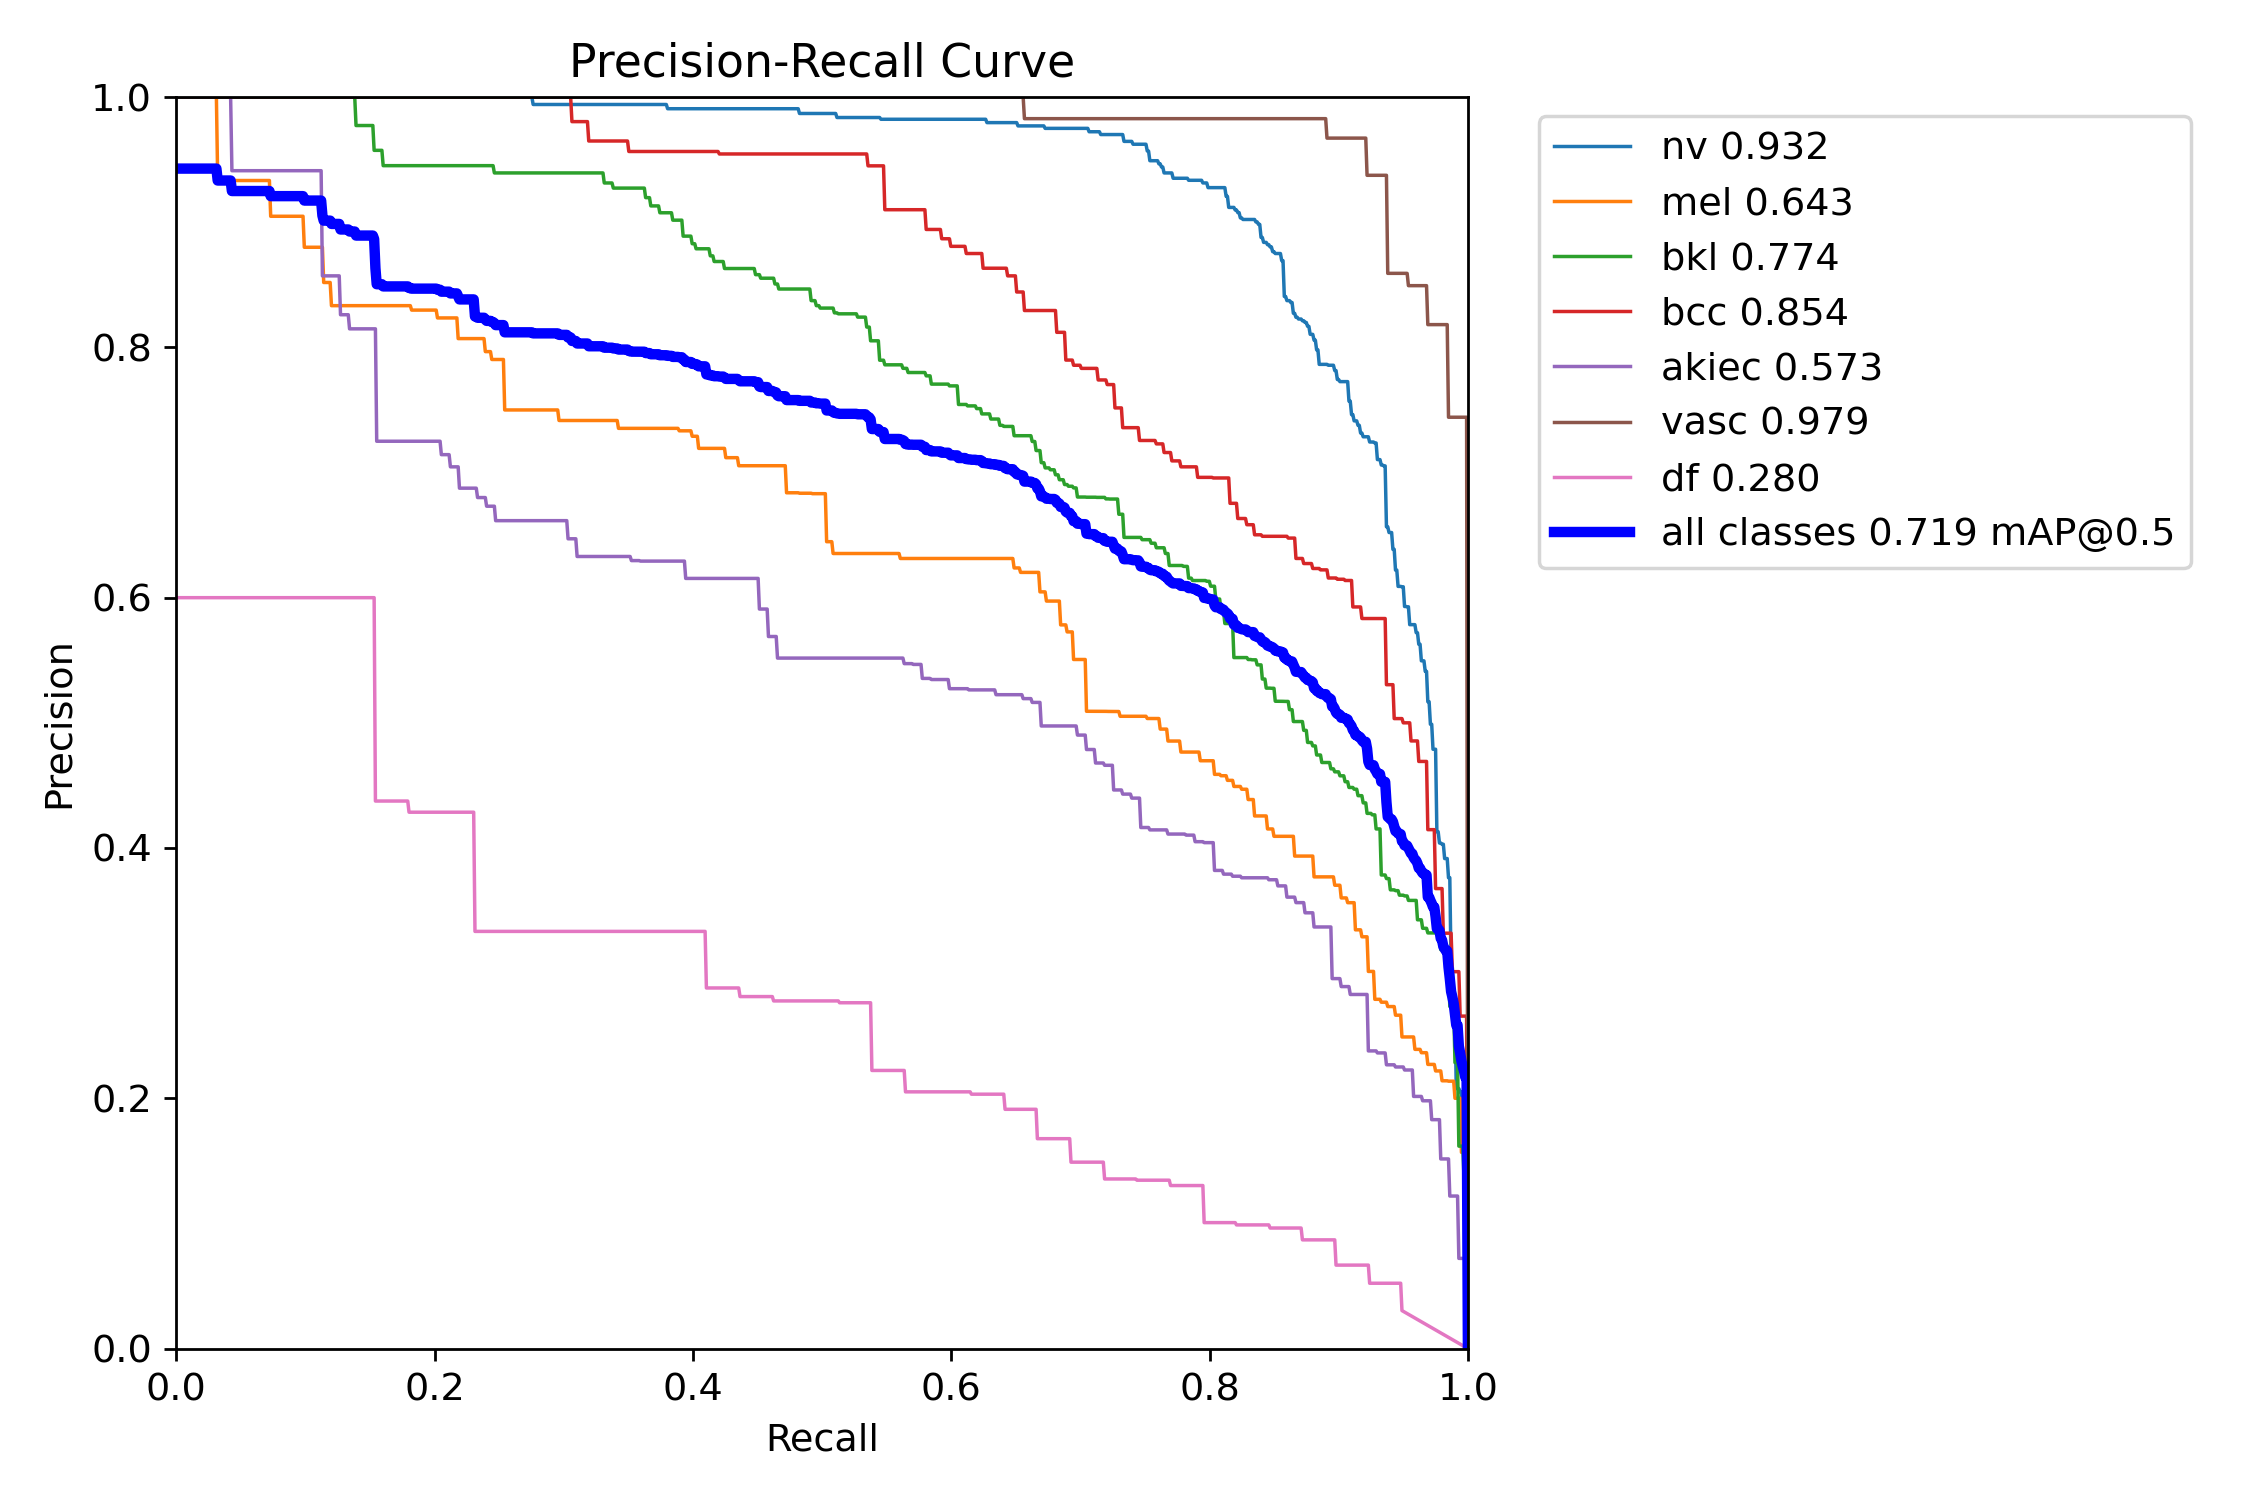 Precision-Recall Curve
1.0
0.8
0.6
0.4
0.2
0.0
Precision
0.0 0.2 0.4 0.6 0.8 1.0
Recall
nv 0.932
mel 0.643
bkl 0.774
bcc 0.854
akiec 0.573
vasc 0.979
df 0.280
all classes 0.719 mAP@0.5